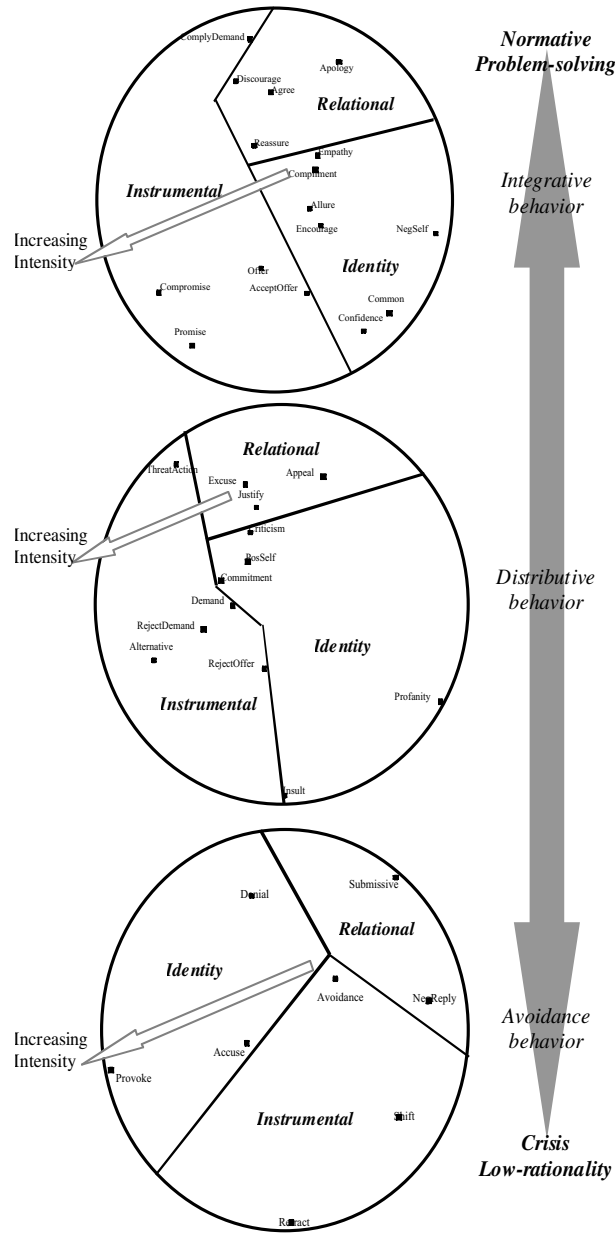 ComplyDemand
Normative
Problem-solving
Apology
Discourage
Agree
Relational
Reassure
Empathy
Compliment
Instrumental
Integrative
behavior
Allure
Encourage
NegSelf
Increasing
Intensity
Identity
Offer
Compromise
AcceptOffer
Common
Confidence
Promise
Relational
ThreatAction
Excuse
Appeal
Justify
Increasing
Intensity
Criticism
PosSelf
Commitment
Distributive
behavior
Demand
RejectDemand
Alternative
Identity
RejectOffer
Instrumental
Profanity
Insult
Submissive
Denial
Relational
Identity
Avoidance
NegReply
Avoidance
behavior
Increasing
Intensity
Accuse
Provoke
Instrumental
Shift
Crisis
Low-rationality
Retract